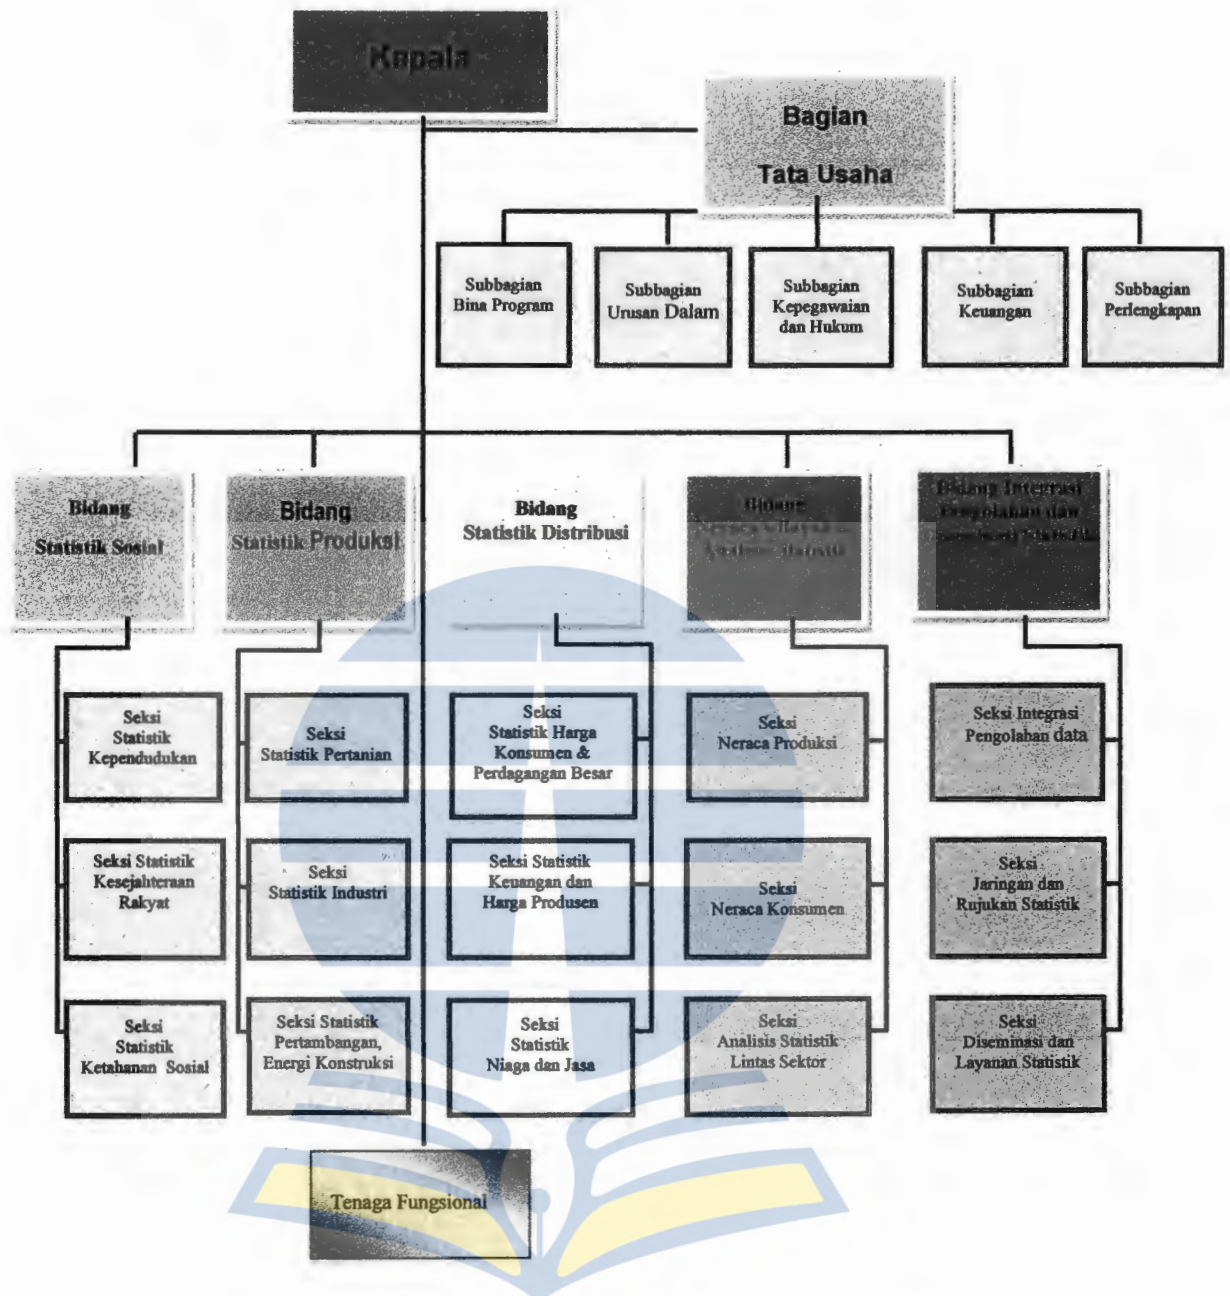 Kepala
Bagian
Tata Usaha
Subbagian
Bina Program
Subbagian
Urusan Dalam
Subbagian
Kepegawaian
dan Hukum
Subbagian
Keuangan
Subbagian
Perlengkapan
Bidang
Statistik Sosial
Bidang
Statistik Produksi
Bidang
Statistik Distribusi
Bidang
Neraca Wilayah
Statistik
Bidang Integrasi
Pengolahan dan
Statistik
Seksi
Statistik
Kependudukan
Seksi Statistik
Kesejahteraan
Rakyat
Seksi
Statistik
Ketahanan Sosial
Seksi
Statistik Pertanian
Seksi
Statistik Industri
Seksi Statistik
Pertambangan,
Energi Konstruksi
Seksi
Statistik Harga
Konsumen &
Perdagangan Besar
Seksi Statistik
Keuangan dan
Harga Produsen
Seksi
Statistik
Niaga dan Jasa
Seksi
Neraca Produksi
Seksi
Neraca Konsumen
Seksi
Analisis Statistik
Lintas Sektor
Seksi Integrasi
Pengolahan data
Seksi
Jaringan dan
Rujukan Statistik
Seksi
Diseminasi dan
Layanan Statistik
Tenaga Fungsional